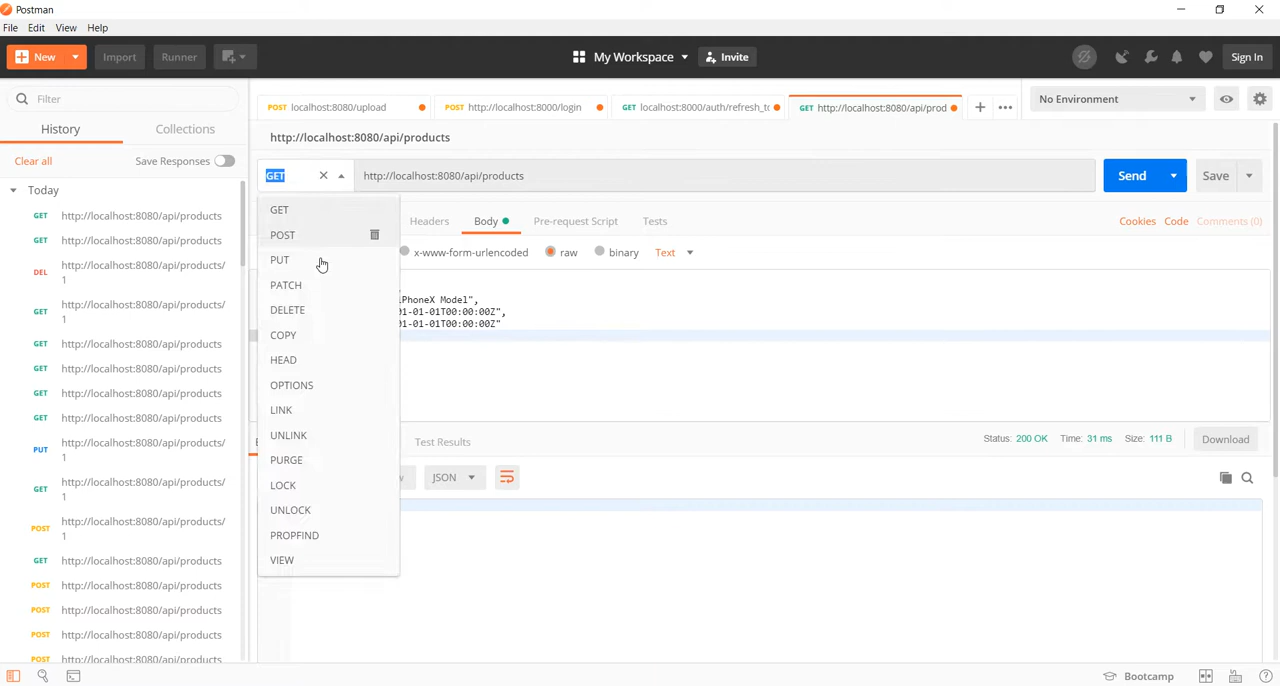 Postman
File Edit View Help
New Import Runner My Workspace Invite Sign In
Filter
History Collections
Clear all Save Responses
Today
GET http://localhost:8080/api/products
GET http://localhost:8080/api/products
DEL http://localhost:8080/api/products/
1
GET http://localhost:8080/api/products/
1
GET http://localhost:8080/api/products
GET http://localhost:8080/api/products
GET http://localhost:8080/api/products
GET http://localhost:8080/api/products
PUT http://localhost:8080/api/products/
1
GET http://localhost:8080/api/products/
1
POST http://localhost:8080/api/products/
1
GET http://localhost:8080/api/products
POST http://localhost:8080/api/products
POST http://localhost:8080/api/products
POST http://localhost:8080/api/products
POST http://localhost:8080/api/products
POST localhost:8080/upload
POST http://localhost:8000/login
GET localhost:8000/auth/refresh_to
GET http://localhost:8080/api/prod
No Environment
http://localhost:8080/api/products
GET http://localhost:8080/api/products Send Save
GET
POST
PUT
PATCH
DELETE
COPY
HEAD
OPTIONS
LINK
UNLINK
PURGE
LOCK
UNLOCK
PROPFIND
VIEW
Headers Body Pre-request Script Tests Cookies Code Comments (0)
x-www-form-urlencoded raw binary Text
iPhoneX Model",
01-01-01T00:00:00Z",
01-01-01T00:00:00Z"
Test Results Status: 200 OK Time: 31 ms Size: 111 B Download
JSON
Bootcamp